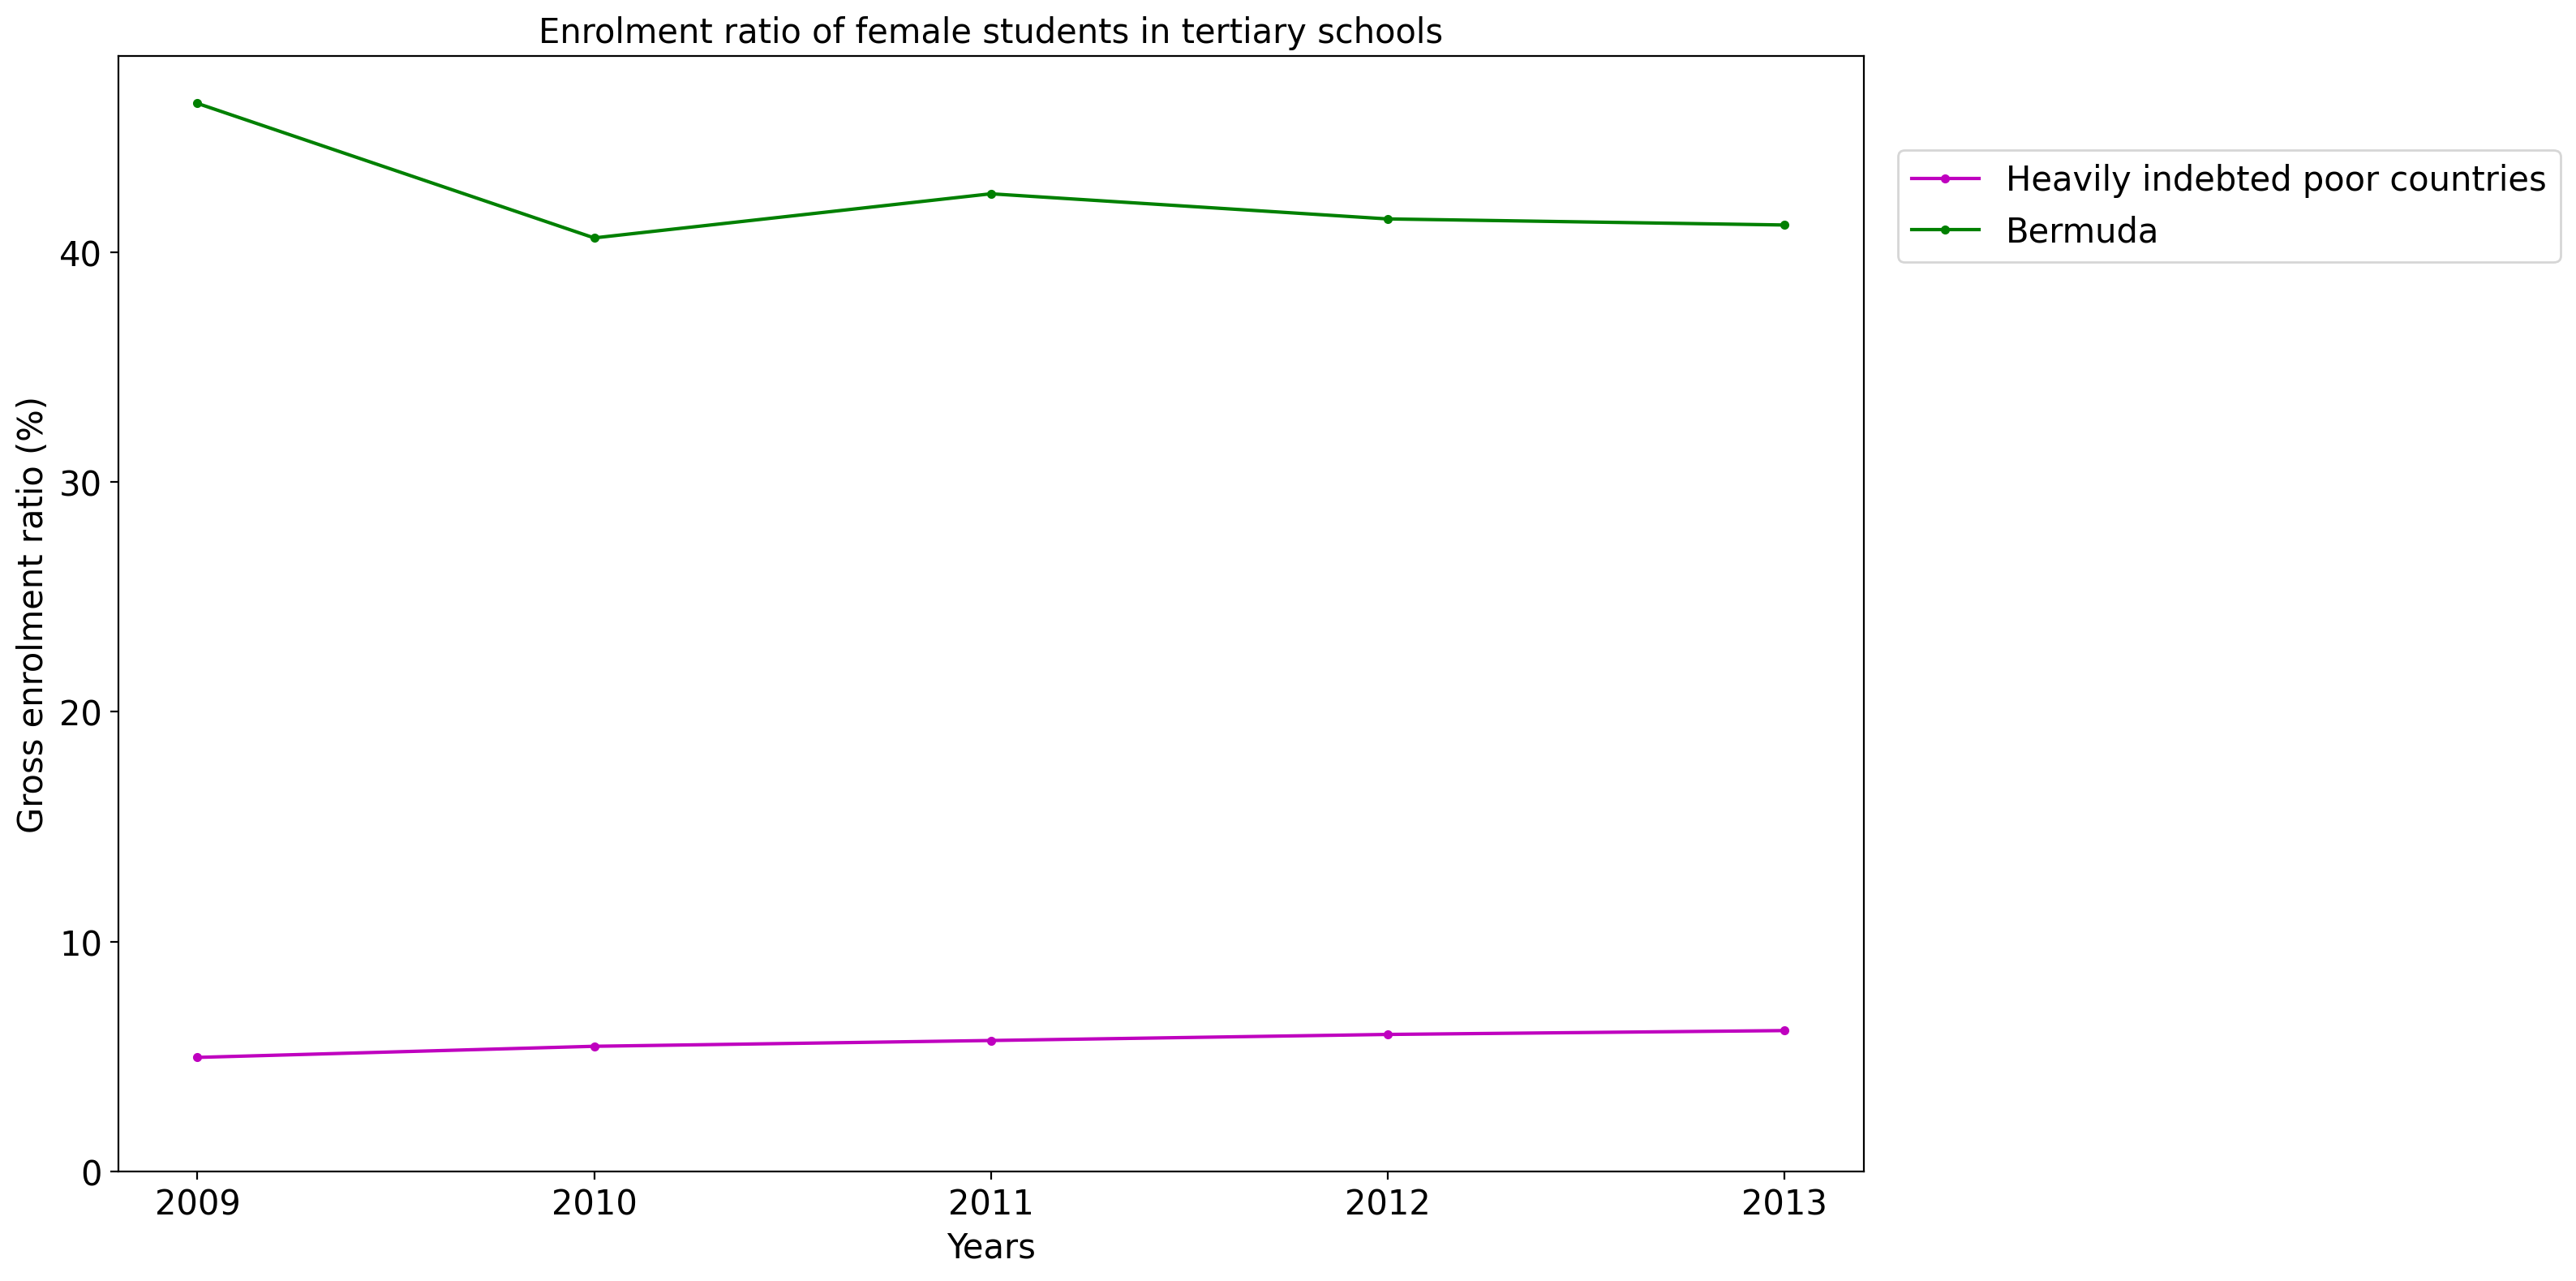 Enrolment ratio of female students in tertiary schools
Gross enrolment ratio (%)
40
30
20
10
0
2009 2010 2011 2012 2013
Years
Heavily indebted poor countries
Bermuda